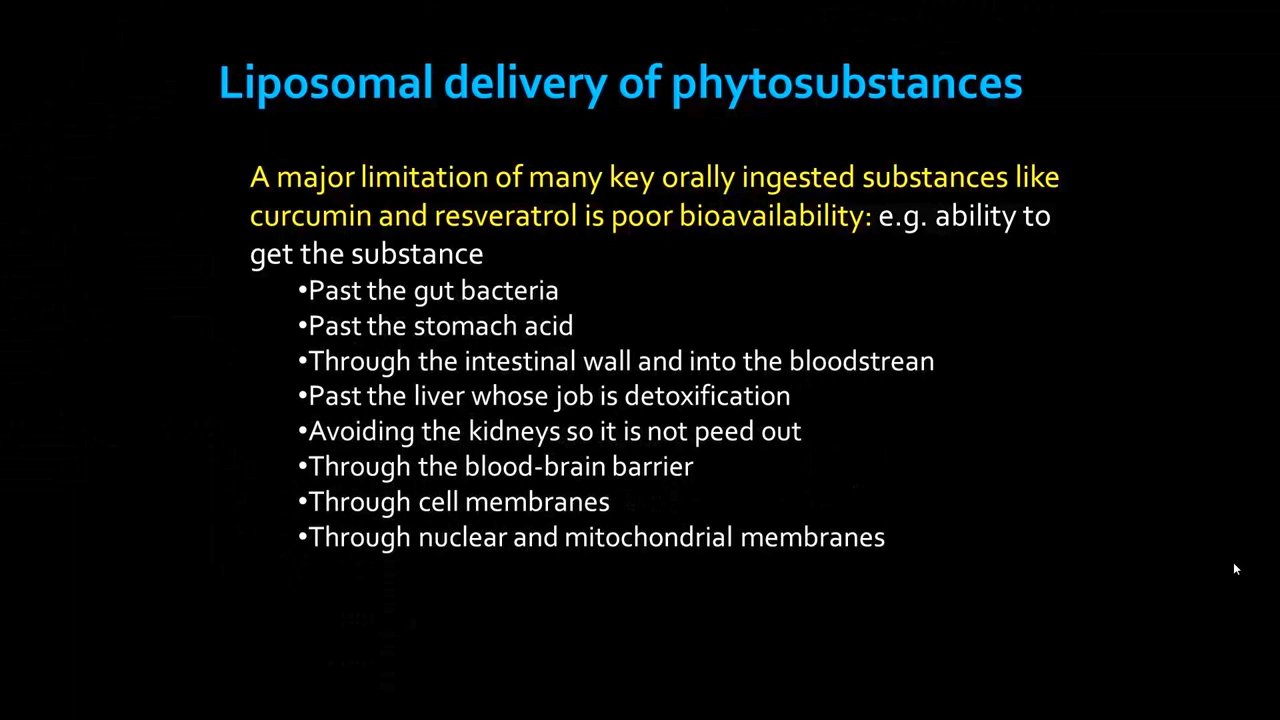 Liposomal delivery of phytosubstances
A major limitation of many key orally ingested substances like
curcumin and resveratrol is poor bioavailability: e.g. ability to
get the substance
•Past the gut bacteria
•Past the stomach acid
•Through the intestinal wall and into the bloodstrean
•Past the liver whose job is detoxification
•Avoiding the kidneys so it is not peed out
•Through the blood-brain barrier
•Through cell membranes
•Through nuclear and mitochondrial membranes